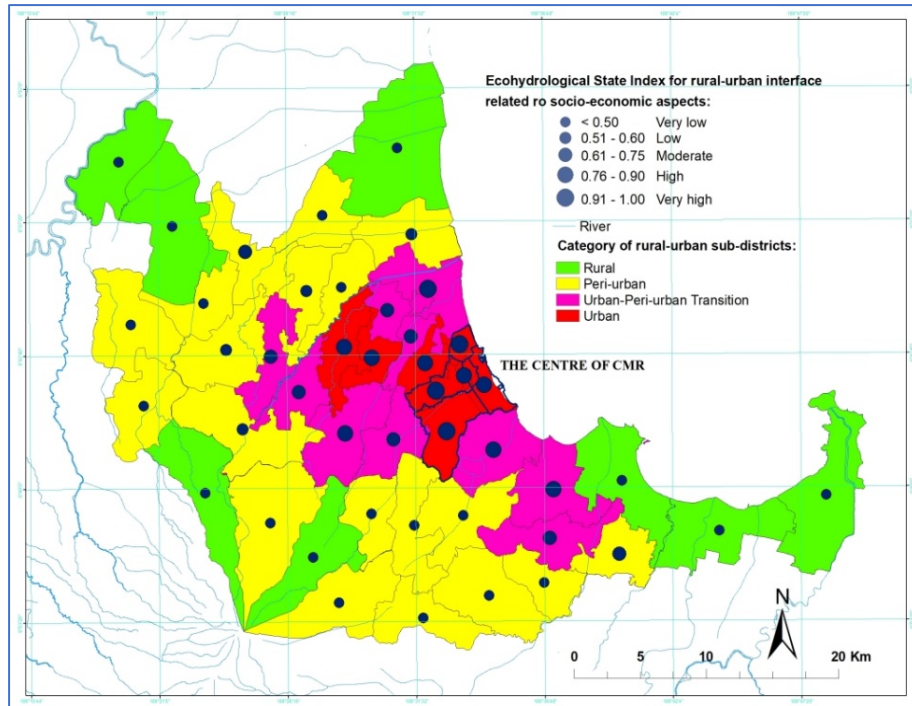 Ecohydrological State Index for rural-urban interface
related ro socio-economic aspects:
< 0.50 Very low
0.51 - 0.60 Low
0.61 - 0.75 Moderate
0.76 - 0.90 High
0.91 - 1.00 Very high
River
Category of rural-urban sub-districts:
Rural
Peri-urban
Urban-Peri-urban Transition
Urban
THE CENTRE OF CMR
N
0 5 10 20 Km